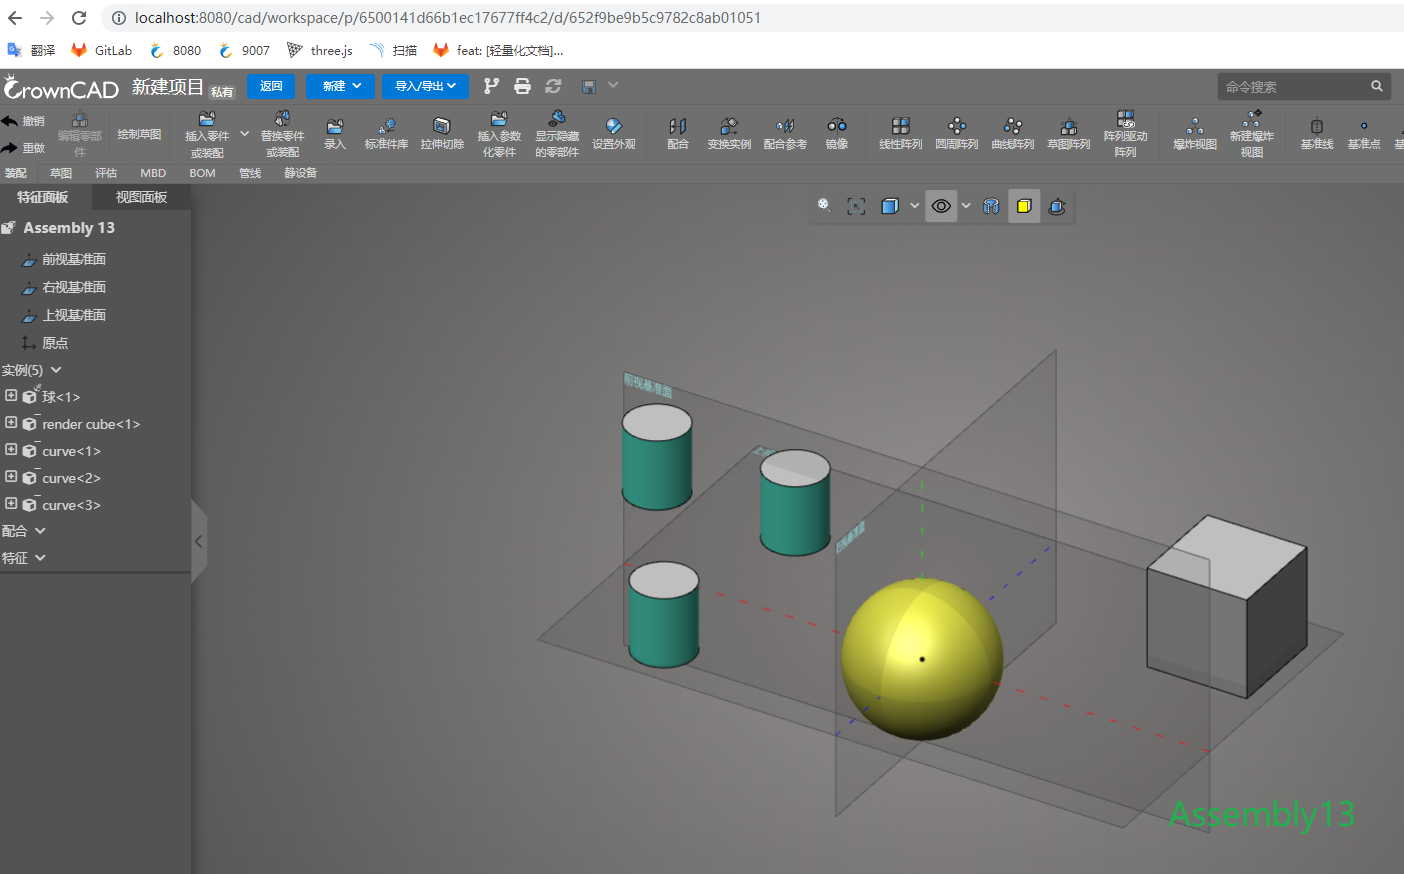 localhost:8080/cad/workspace/p/6500141d66b1ec17677ff4c2/d/652f9be9b5c9782c8ab01051
翻译 GitLab 8080 9007 three.js 扫描 feat: [轻量化文档]...
CrownCAD 新建项目 私有 返回 新建 导入/导出 命令搜索
撤销
重做
编辑零部件
绘制草图
插入零件或装配
替换零件或装配
录入
标准件库
拉伸切除
插入参数化零件
显示隐藏的零部件
设置外观
配合
变换实例
配合参考
镜像
线性阵列
圆周阵列
曲线阵列
草图阵列
阵列驱动阵列
爆炸视图
新建爆炸视图
基准线
基准点
装配 草图 评估 MBD BOM 管线 静设备
特征面板 视图面板
Assembly 13
前视基准面
右视基准面
上视基准面
原点
实例(5)
球<1>
render cube<1>
curve<1>
curve<2>
curve<3>
配合
特征
前视基准面
Assembly13